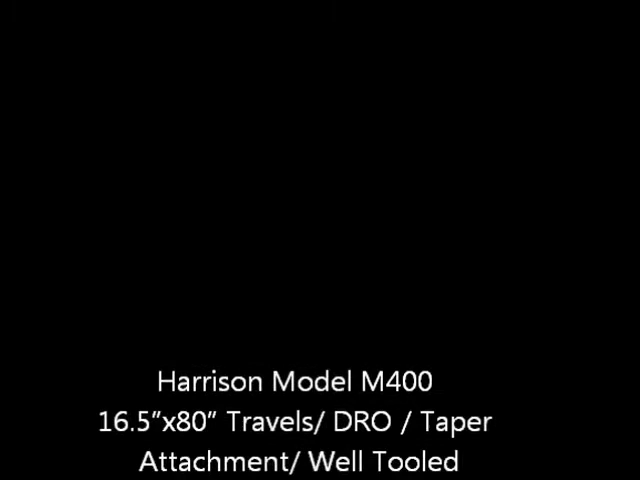 Harrison Model M400
16.5”x80” Travels/ DRO / Taper
Attachment/ Well Tooled